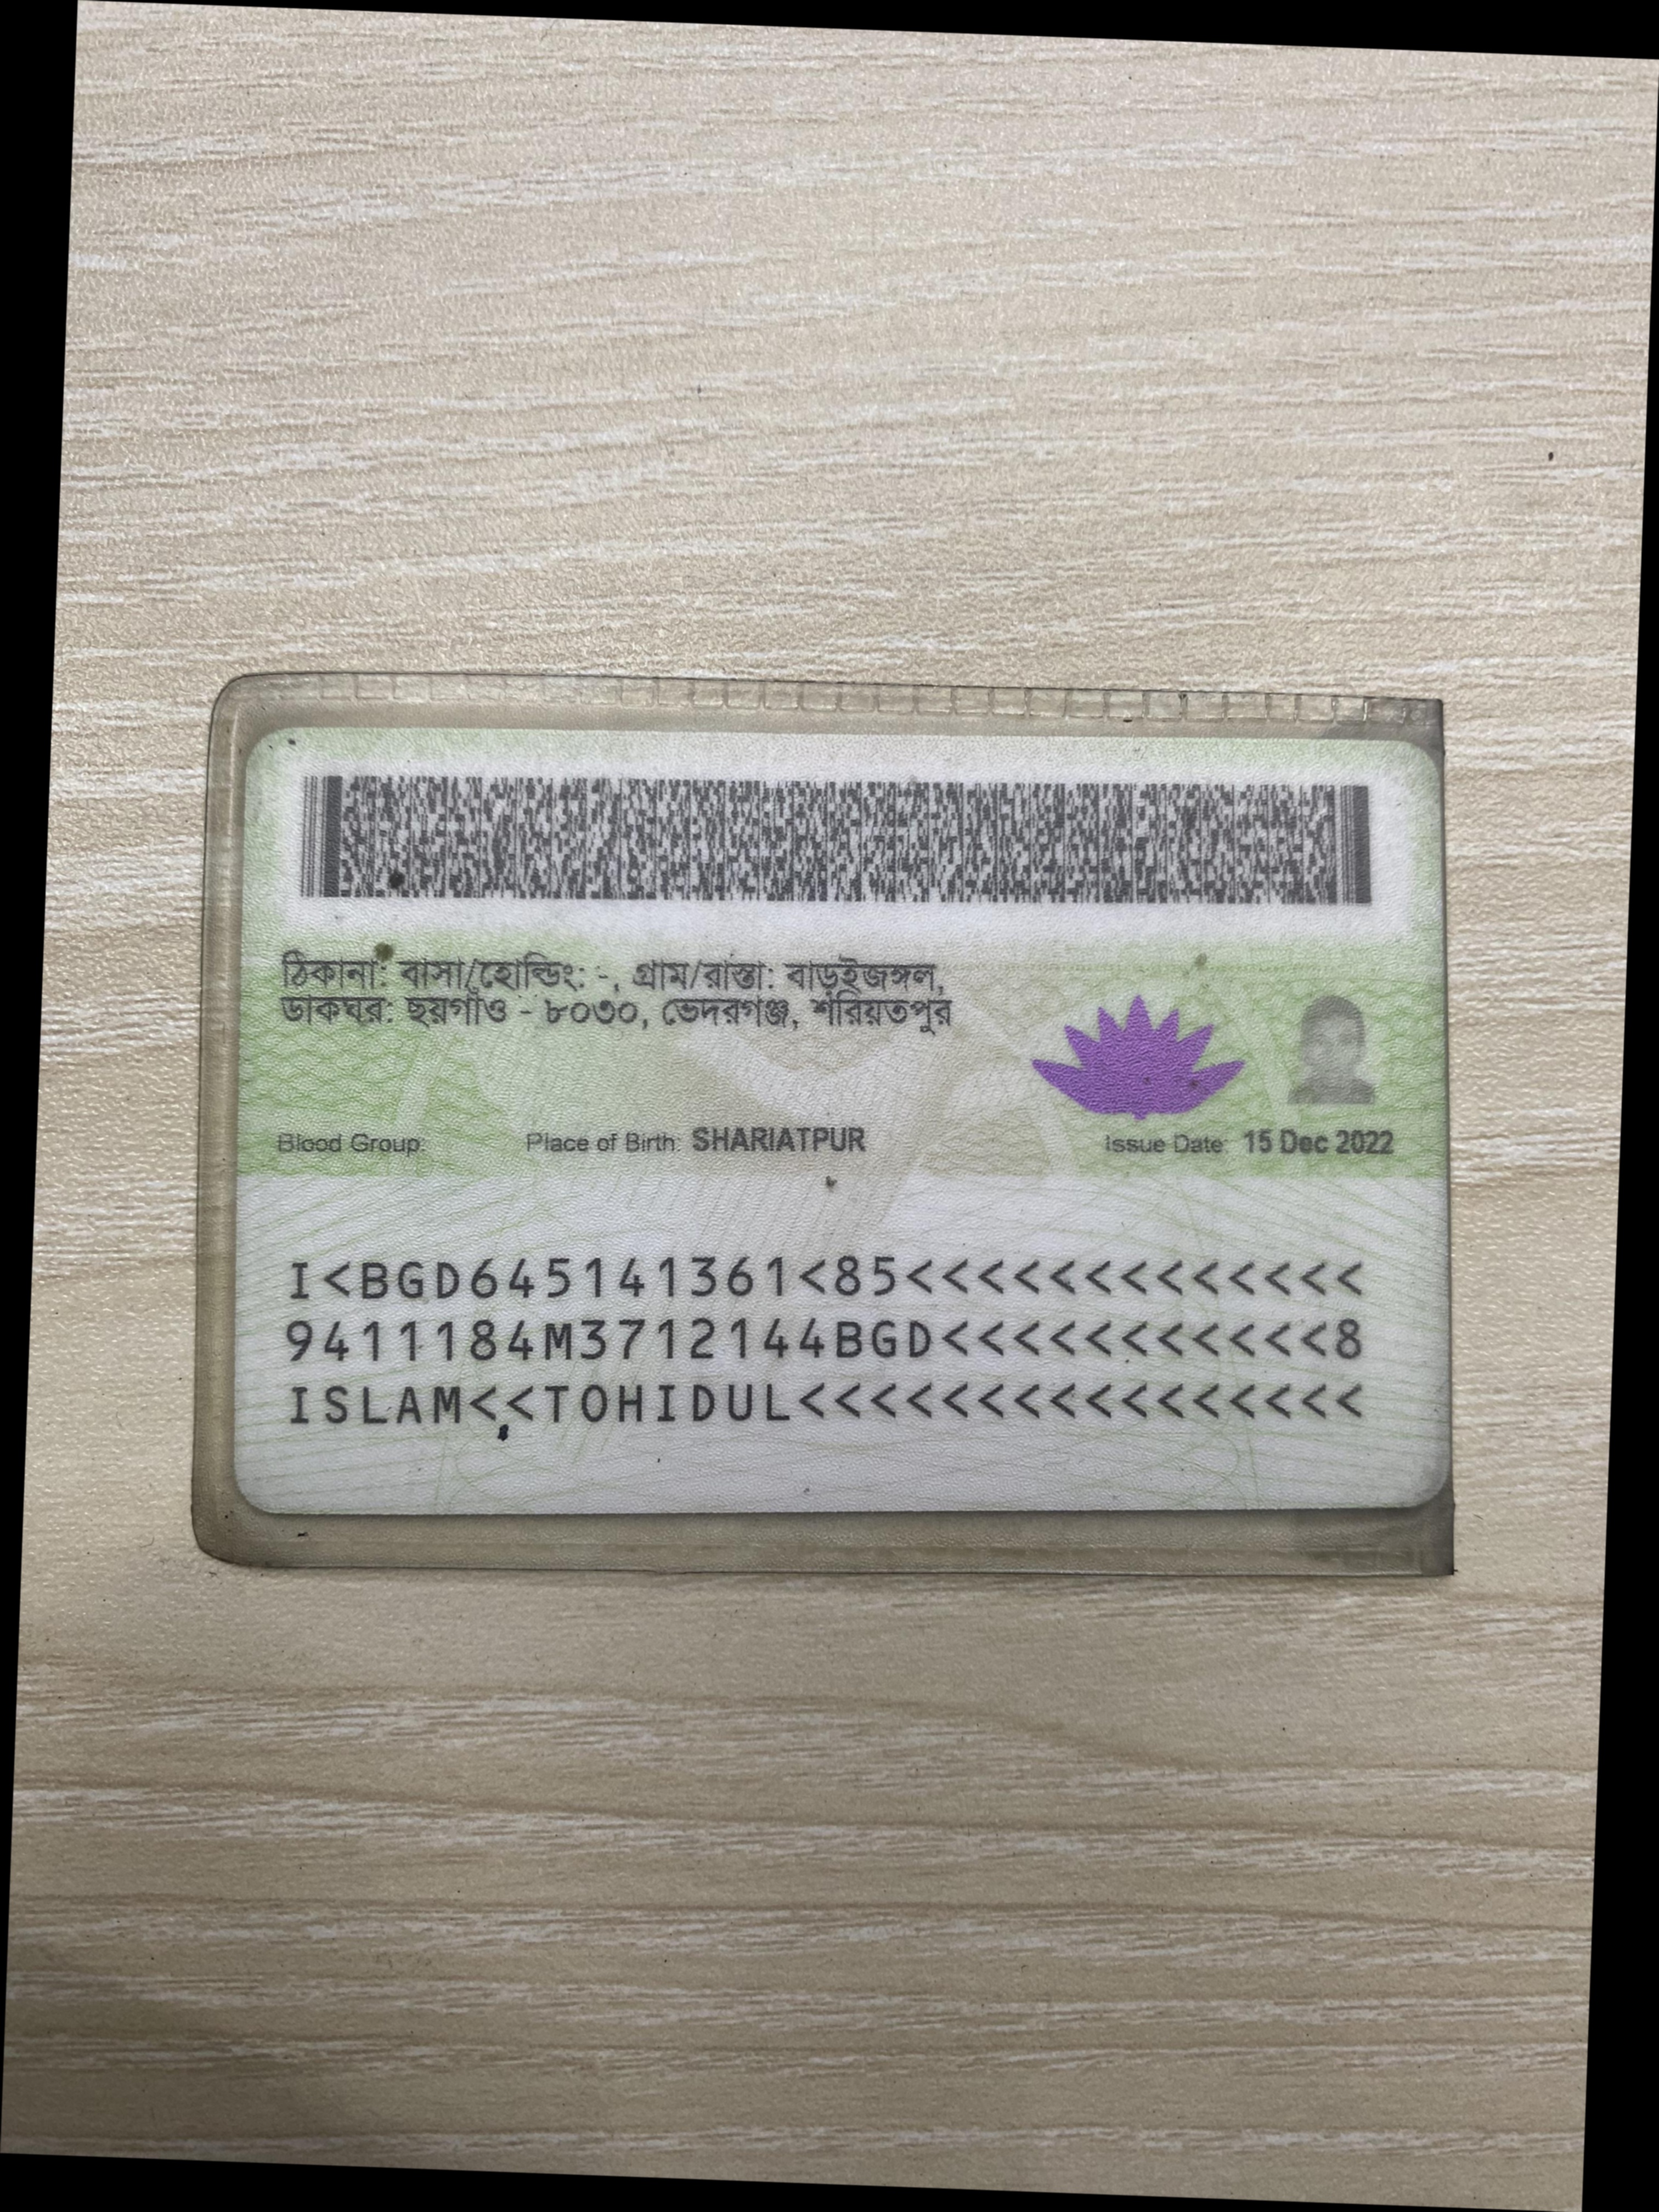 ঠিকানা: বাসা/হোল্ডিং: -, গ্রাম/রাস্তা: বাড়ইজঙ্গল,
ডাকঘর: ছয়গাঁও - ৮০৩০, ভেদরগঞ্জ, শরিয়তপুর
Blood Group: Place of Birth: SHARIATPUR Issue Date: 15 Dec 2022
I<BGD645141361<85<<<<<<<<<<<<<
9411184M3712144BGD<<<<<<<<<<<8
ISLAM<<TOHIDUL<<<<<<<<<<<<<<<<